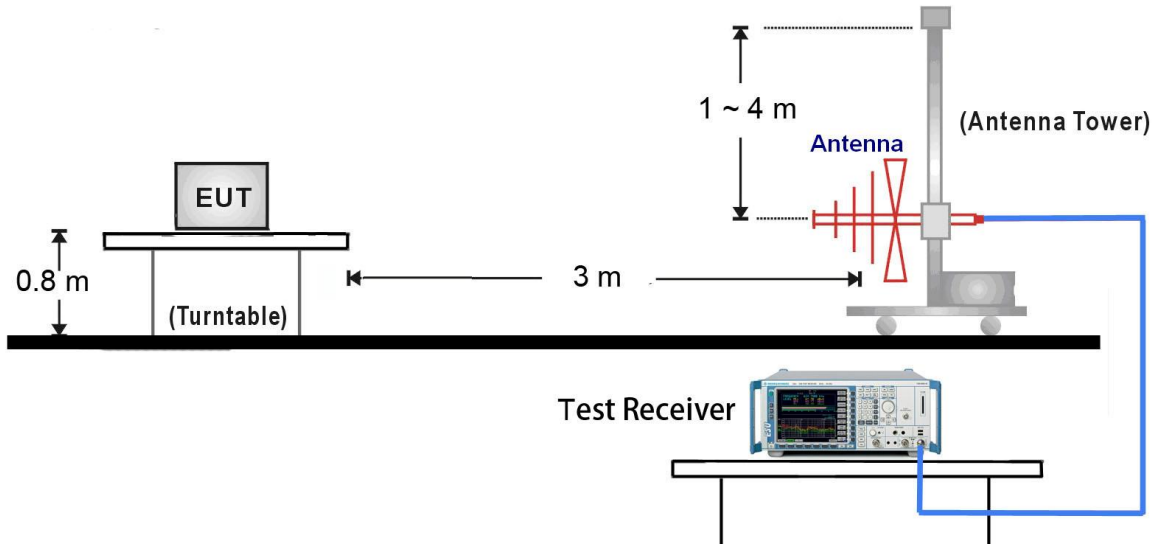 1 ~ 4 m
(Antenna Tower)
Antenna
EUT
0.8 m
3 m
(Turntable)
Test Receiver